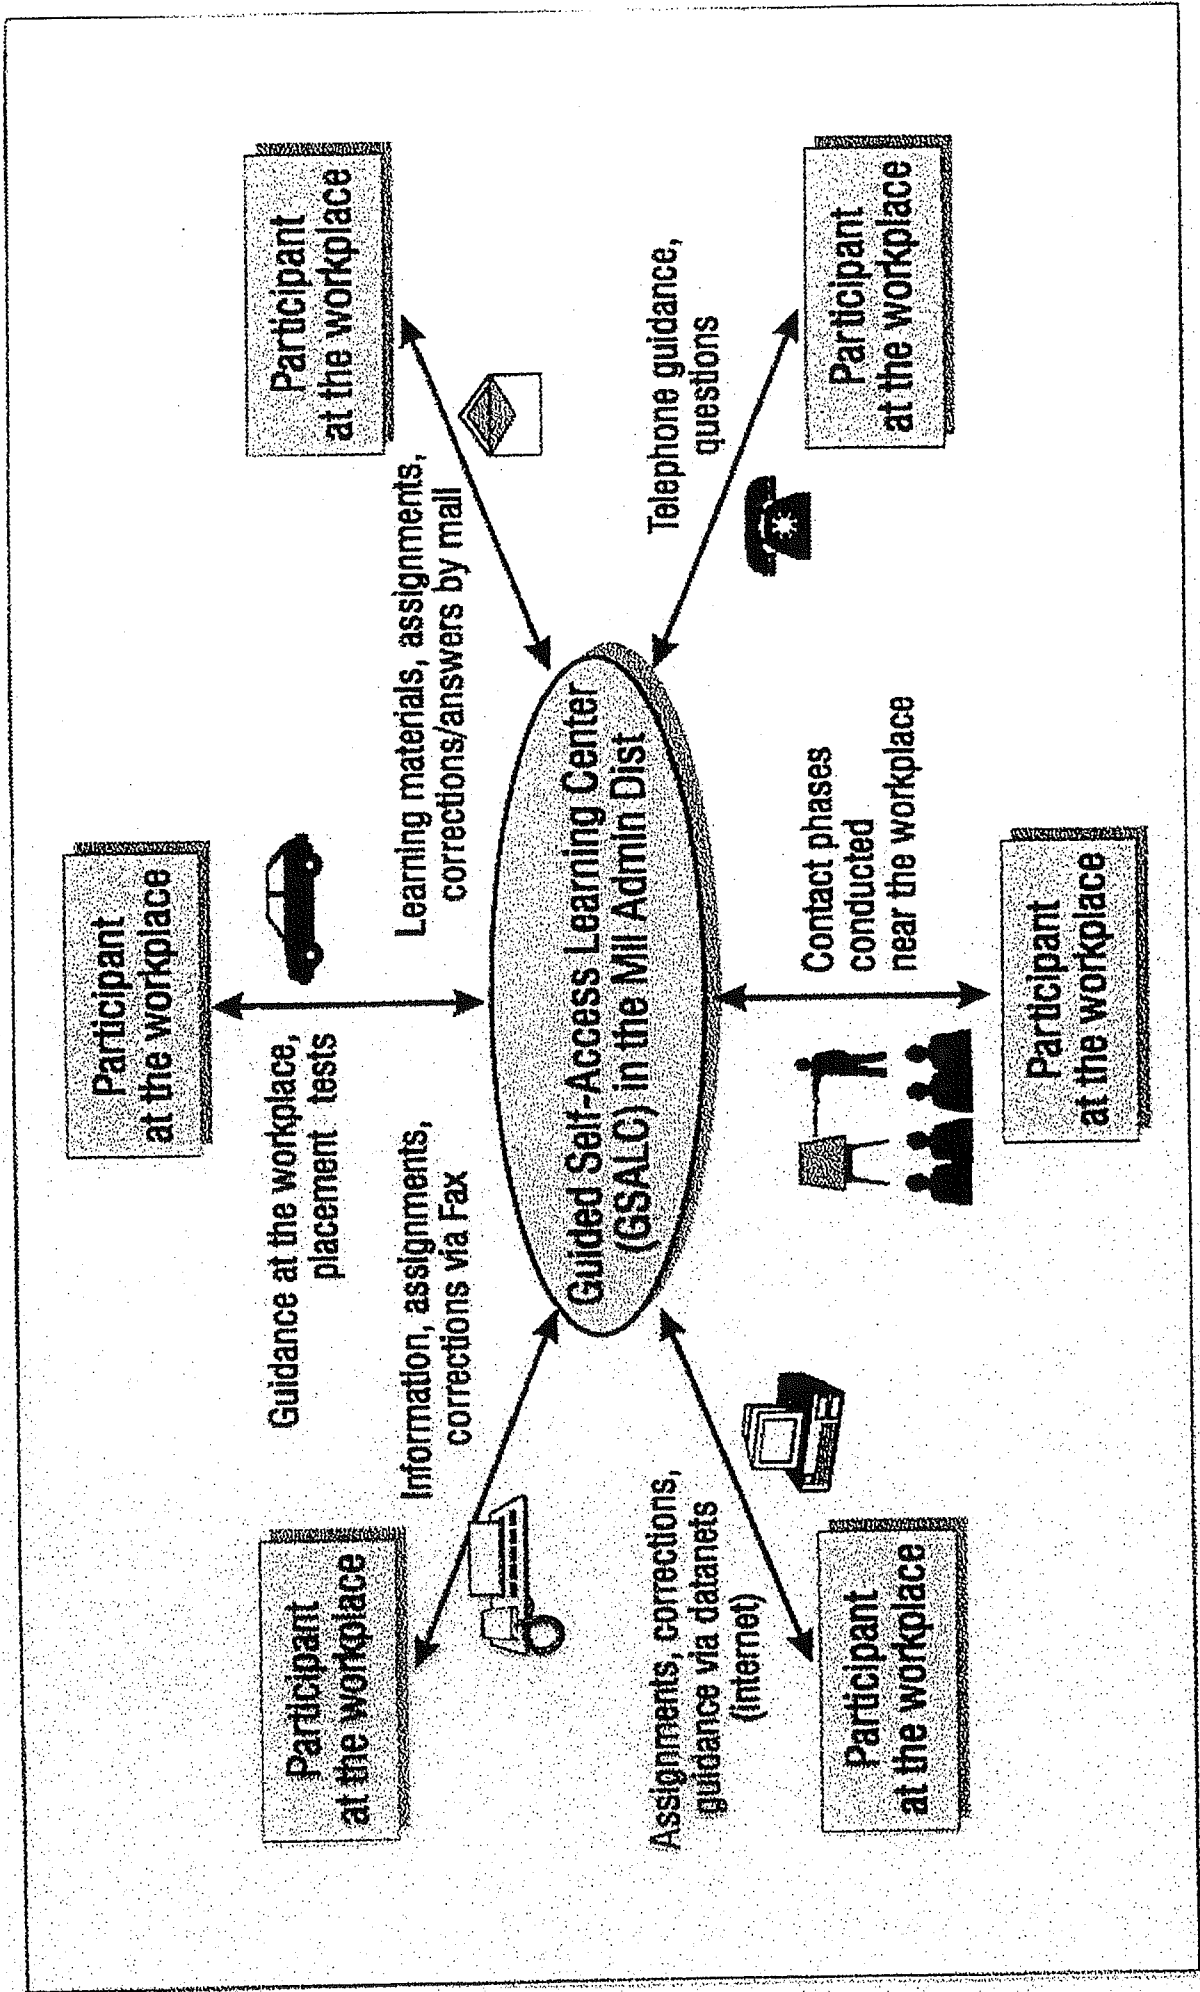 Participant
at the workplace
Guidance at the workplace,
placement tests
Participant
at the workplace
Information, assignments,
corrections via Fax
Learning materials, assignments,
corrections/answers by mail
Participant
at the workplace
Guided Self-Access Learning Center
(GSALC) in the Mil Admin Dist
Assignments, corrections,
guidance via datanets
(Internet)
Participant
at the workplace
Contact phases
conducted
near the workplace
Telephone guidance,
questions
Participant
at the workplace
Participant
at the workplace